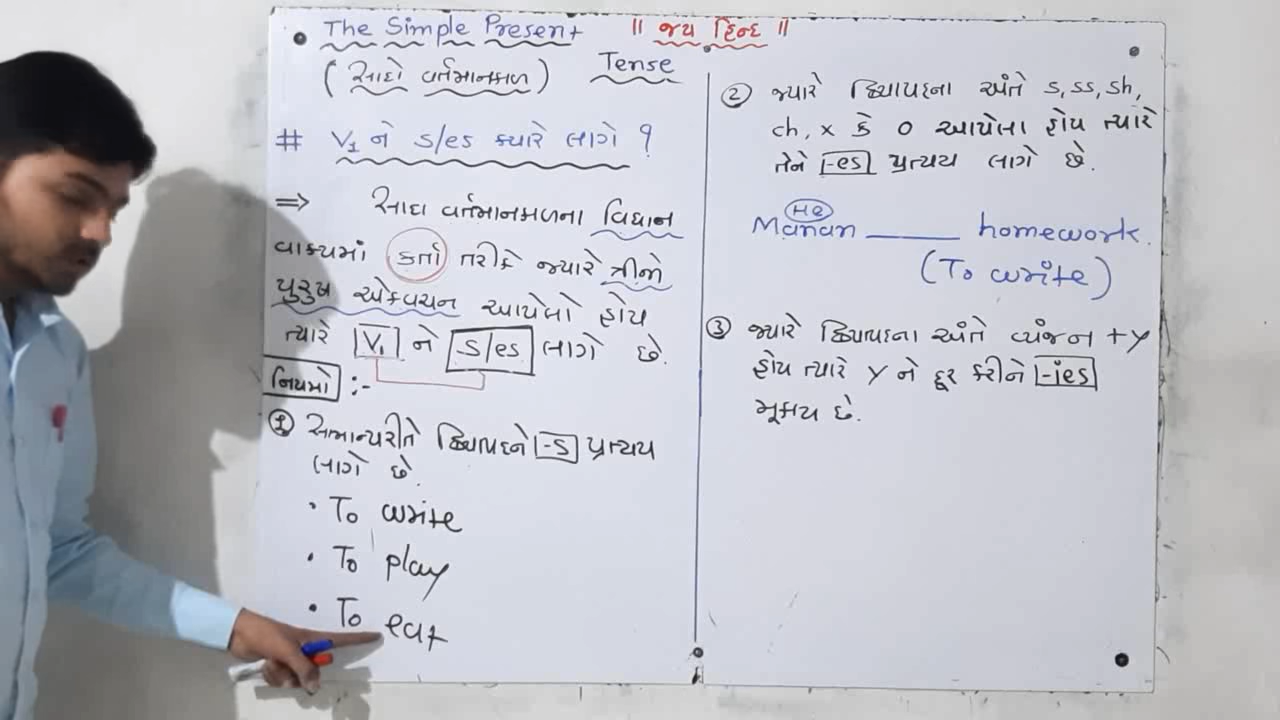 The Simple Present Tense
॥ જય હિન્દ ॥
(સાદો વર્તમાનકાળ)
# V₁ ને s/es ક્યારે લાગે ?
⇒ સાદા વર્તમાનકાળના વિધાન
વાક્યમાં કર્તા તરીકે જ્યારે ત્રીજો
પુરુષ એકવચન આપેલો હોય
ત્યારે V₁ ને s/es લાગે છે.
નિયમો :-
① સામાન્યરીતે ક્રિયાપદને -s પ્રત્યય
લાગે છે.
• To write
• To play
• To eat
② જ્યારે ક્રિયાપદના અંતે s, ss, sh,
ch, x કે o આપેલા હોય ત્યારે
તેને -es પ્રત્યય લાગે છે.
He
Manan _____ homework.
(To write)
③ જ્યારે ક્રિયાપદના અંતે વ્યંજન + y
હોય ત્યારે y ને દૂર કરીને -ies
મૂકાય છે.